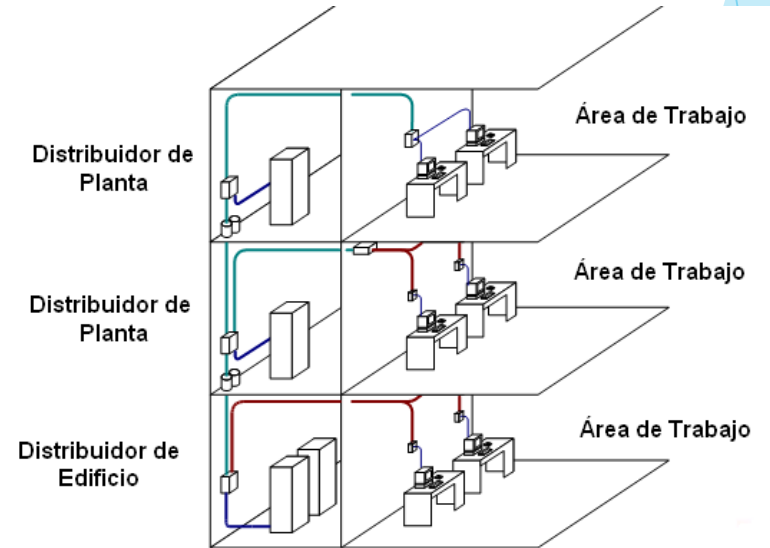 Área de Trabajo
Distribuidor de
Planta
Área de Trabajo
Distribuidor de
Planta
Área de Trabajo
Distribuidor de
Edificio